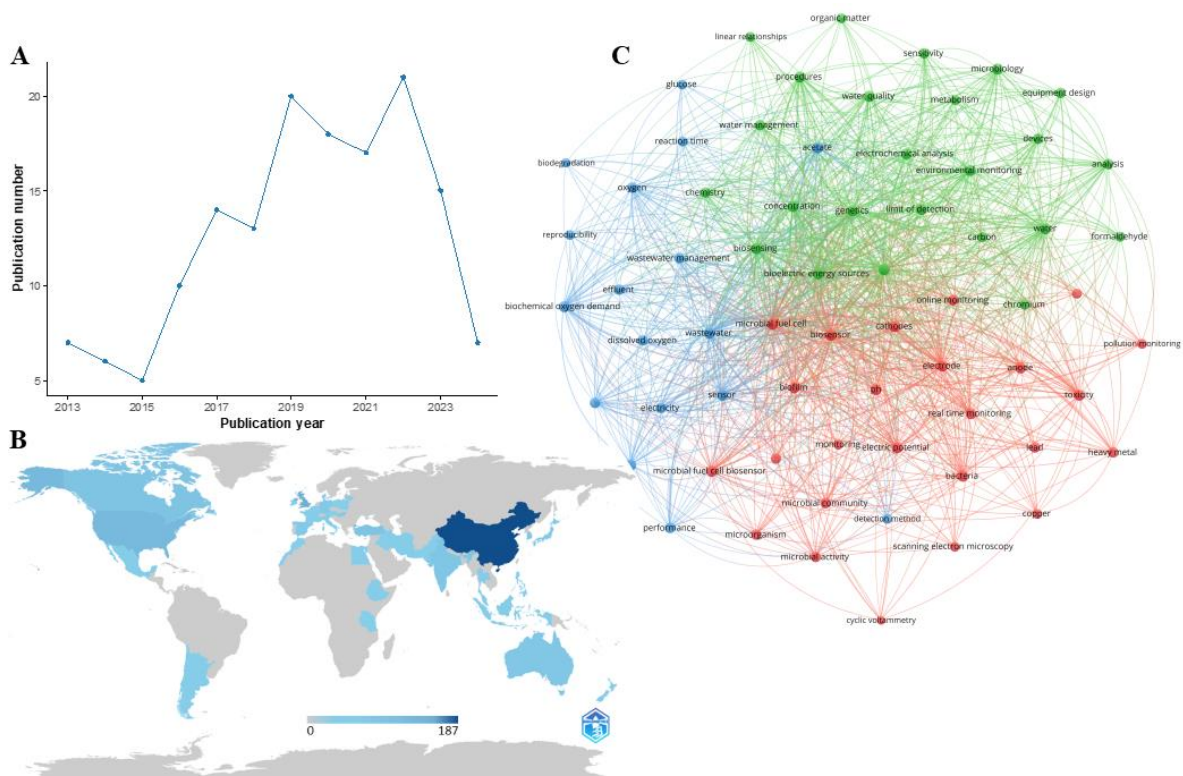 A
Publication number
20
15
10
5
2013
2015
2017
2019
2021
2023
Publication year
B
0
187
C
organic matter
linear relationships
sensitivity
microbiology
procedures
glucose
equipment design
water quality
metabolism
water management
devices
reaction time
acetate
electrochemical analysis
biodegradation
analysis
environmental monitoring
oxygen
chemistry
concentration
genetics
limit of detection
water
reproducibility
carbon
formaldehyde
biosensing
wastewater management
bioelectric energy sources
effluent
online monitoring
biochemical oxygen demand
chromium
microbial fuel cell
cathodes
wastewater
biosensor
dissolved oxygen
pollution monitoring
electrode
anode
biofilm
ph
sensor
toxicity
electricity
real time monitoring
monitoring
electric potential
lead
heavy metal
microbial fuel cell biosensor
bacteria
microbial community
copper
detection method
performance
microorganism
scanning electron microscopy
microbial activity
cyclic voltammetry